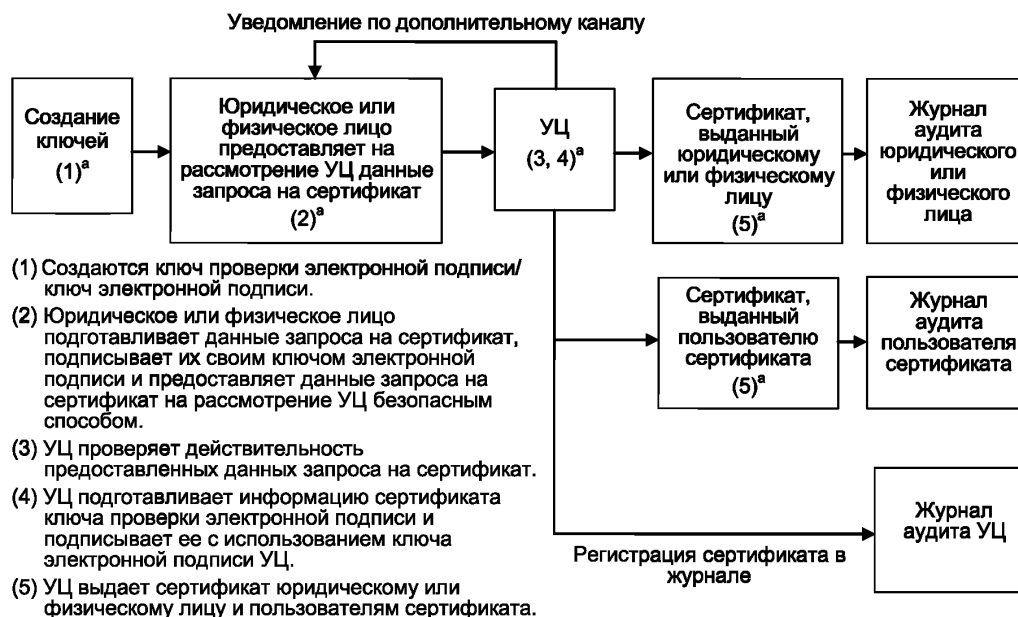 Уведомление по дополнительному каналу
Создание
ключей
(1)ᵃ
Юридическое или
физическое лицо
предоставляет на
рассмотрение УЦ данные
запроса на сертификат
(2)ᵃ
УЦ
(3, 4)ᵃ
Сертификат,
выданный
юридическому
или физическому
лицу
(5)ᵃ
Журнал
аудита
юридического
или
физического
лица
(1) Создаются ключ проверки электронной подписи/
ключ электронной подписи.
(2) Юридическое или физическое лицо
подготавливает данные запроса на сертификат,
подписывает их своим ключом электронной
подписи и предоставляет данные запроса на
сертификат на рассмотрение УЦ безопасным
способом.
(3) УЦ проверяет действительность
предоставленных данных запроса на сертификат.
(4) УЦ подготавливает информацию сертификата
ключа проверки электронной подписи и
подписывает ее с использованием ключа
электронной подписи УЦ.
(5) УЦ выдает сертификат юридическому или
физическому лицу и пользователям сертификата.
Сертификат,
выданный
пользователю
сертификата
(5)ᵃ
Журнал
аудита
пользователя
сертификата
Журнал
аудита УЦ
Регистрация сертификата в
журнале